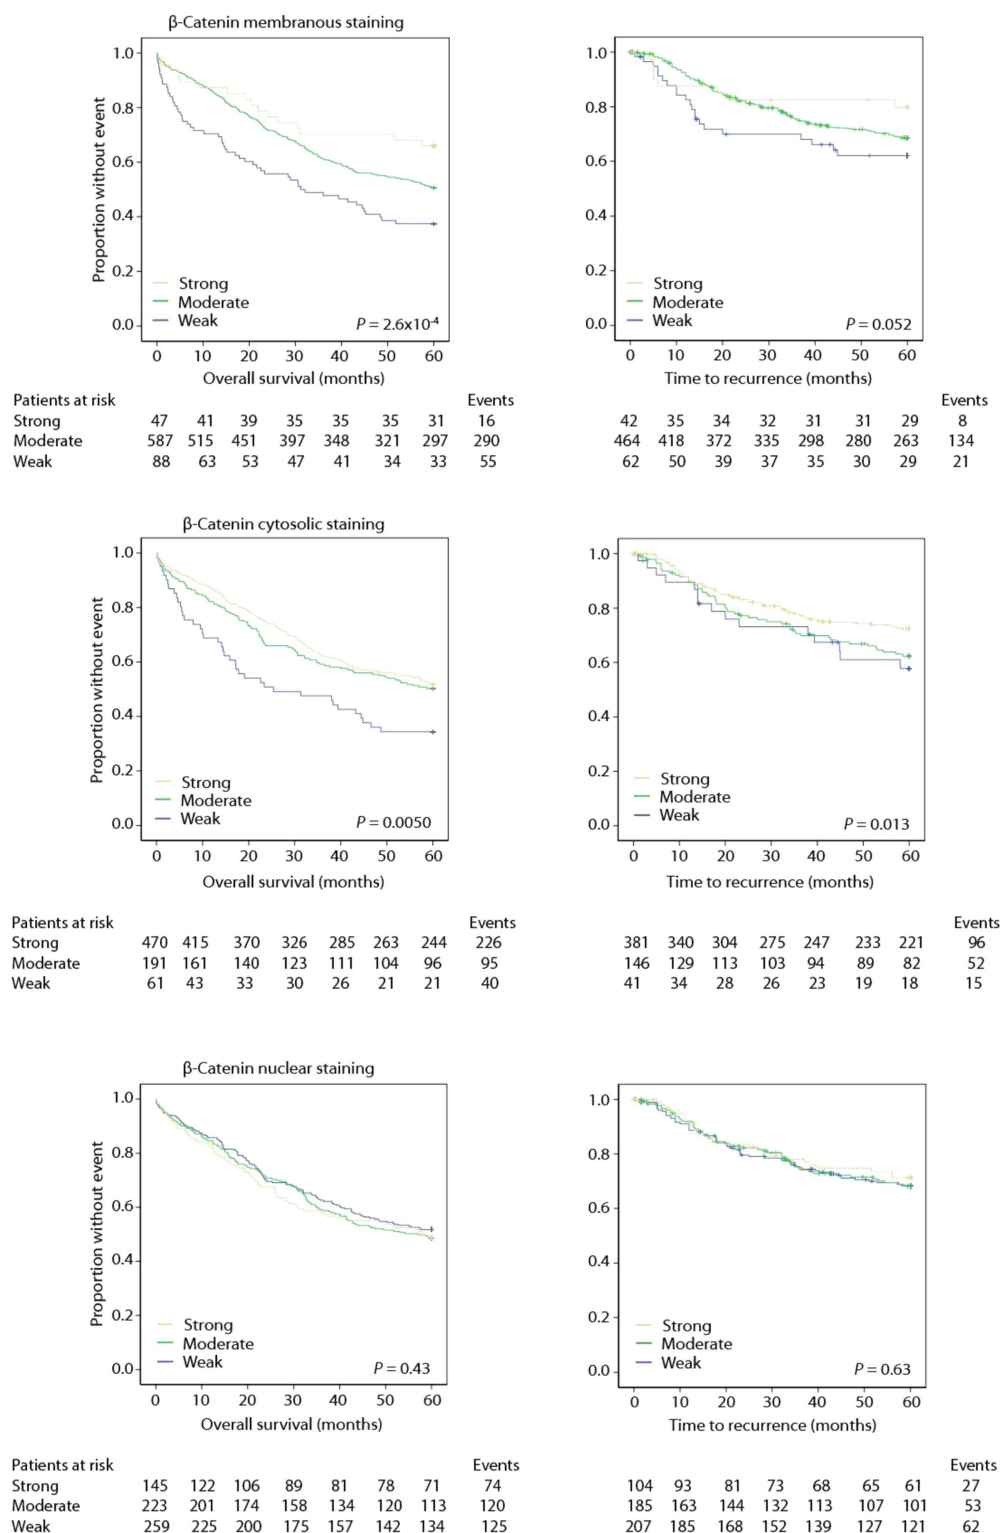 β-Catenin membranous staining
Proportion without event
1.0
0.8
0.6
0.4
0.2
0.0
Strong
Moderate
Weak
P = 2.6x10⁻⁴
0 10 20 30 40 50 60
Overall survival (months)
1.0
0.8
0.6
0.4
0.2
0.0
Strong
Moderate
Weak
P = 0.052
0 10 20 30 40 50 60
Time to recurrence (months)
Patients at risk Events Events
Strong 47 41 39 35 35 35 31 16 42 35 34 32 31 31 29 8
Moderate 587 515 451 397 348 321 297 290 464 418 372 335 298 280 263 134
Weak 88 63 53 47 41 34 33 55 62 50 39 37 35 30 29 21
β-Catenin cytosolic staining
Proportion without event
1.0
0.8
0.6
0.4
0.2
0.0
Strong
Moderate
Weak
P = 0.0050
0 10 20 30 40 50 60
Overall survival (months)
1.0
0.8
0.6
0.4
0.2
0.0
Strong
Moderate
Weak
P = 0.013
0 10 20 30 40 50 60
Time to recurrence (months)
Patients at risk Events Events
Strong 470 415 370 326 285 263 244 226 381 340 304 275 247 233 221 96
Moderate 191 161 140 123 111 104 96 95 146 129 113 103 94 89 82 52
Weak 61 43 33 30 26 21 21 40 41 34 28 26 23 19 18 15
β-Catenin nuclear staining
Proportion without event
1.0
0.8
0.6
0.4
0.2
0.0
Strong
Moderate
Weak
P = 0.43
0 10 20 30 40 50 60
Overall survival (months)
1.0
0.8
0.6
0.4
0.2
0.0
Strong
Moderate
Weak
P = 0.63
0 10 20 30 40 50 60
Time to recurrence (months)
Patients at risk Events Events
Strong 145 122 106 89 81 78 71 74 104 93 81 73 68 65 61 27
Moderate 223 201 174 158 134 120 113 120 185 163 144 132 113 107 101 53
Weak 259 225 200 175 157 142 134 125 207 185 168 152 139 127 121 62